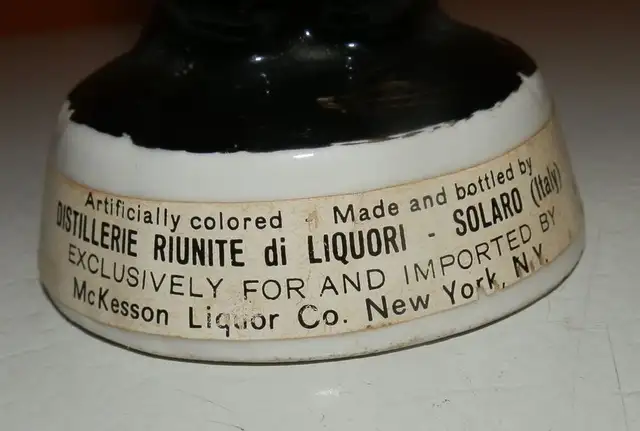 Artificially colored - Made and bottled by
DISTILLERIE RIUNITE di LIQUORI - SOLARO (Italy)
EXCLUSIVELY FOR AND IMPORTED BY
McKesson Liquor Co. New York, N.Y.